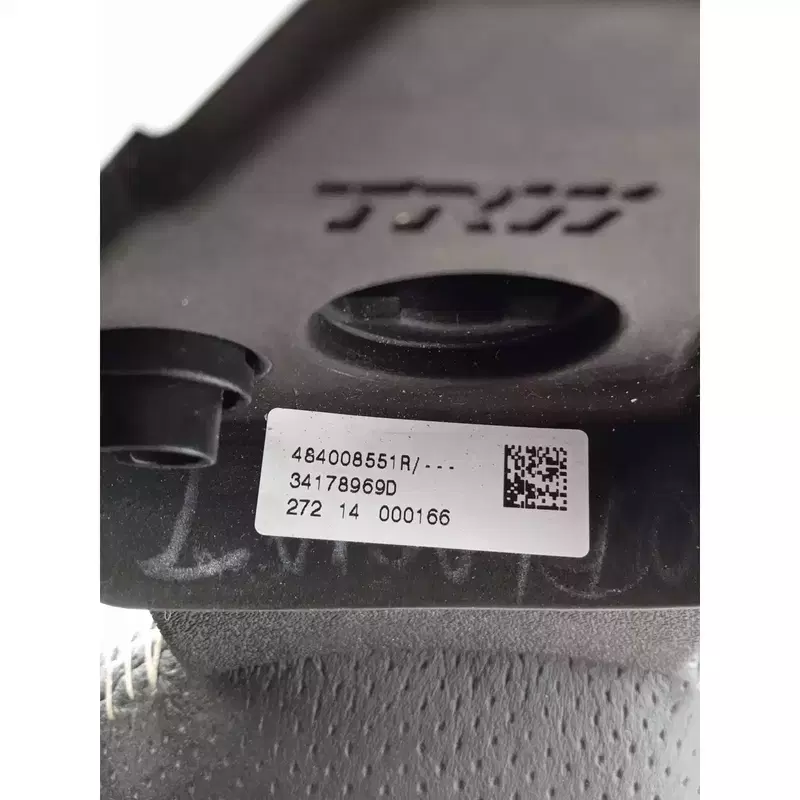 TRW
484008551R/---
34178969D
272 14 000166